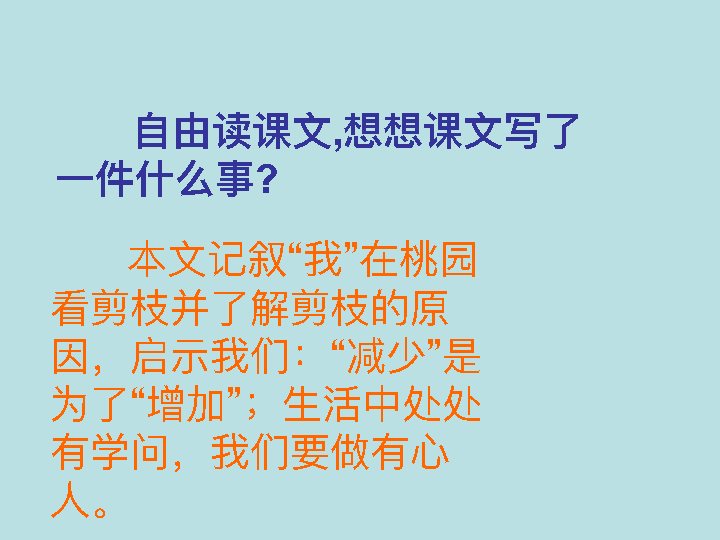 自由读课文,想想课文写了
一件什么事?
本文记叙“我”在桃园
看剪枝并了解剪枝的原
因，启示我们：“减少”是
为了“增加”；生活中处处
有学问，我们要做有心
人。